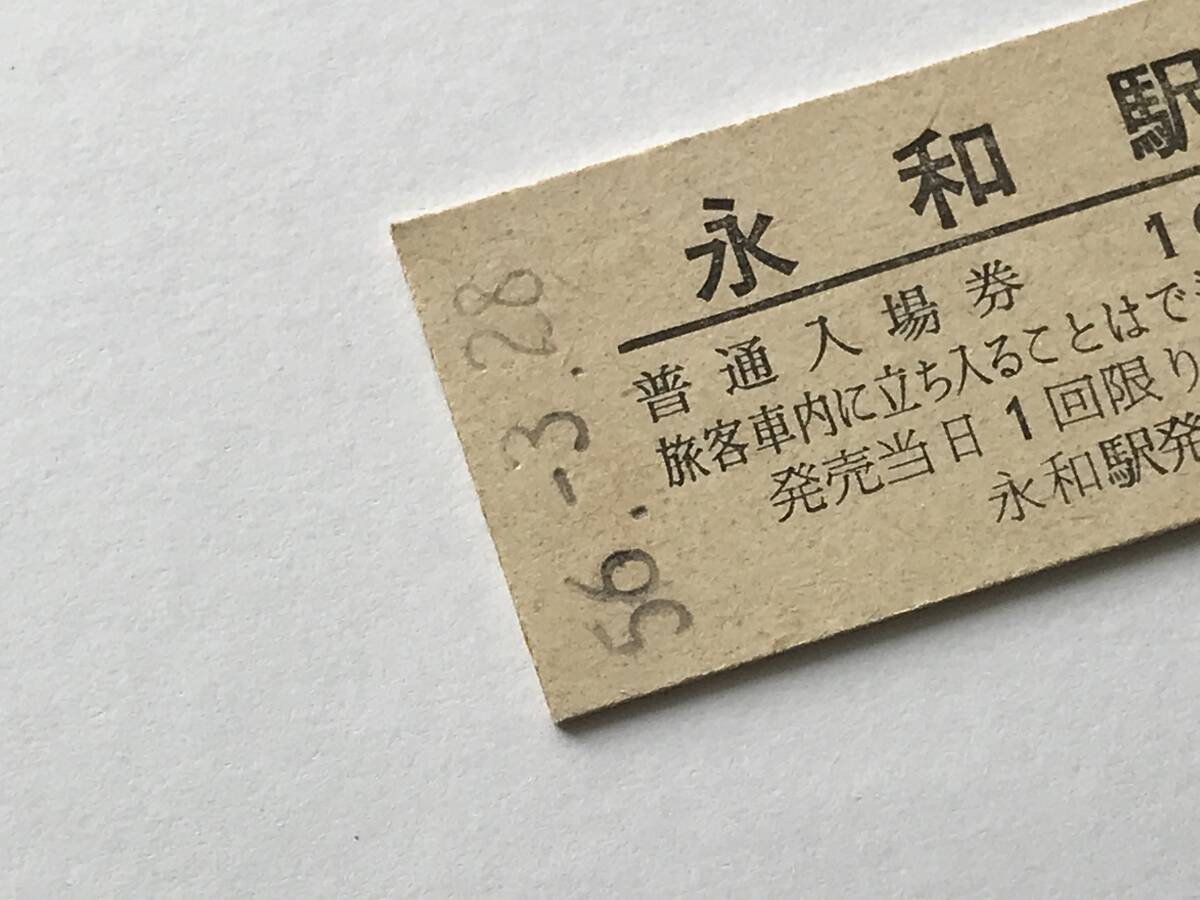 永和駅
普通入場券 1
旅客車内に立ち入ることはで
発売当日1回限り
永和駅発
56.-3.28